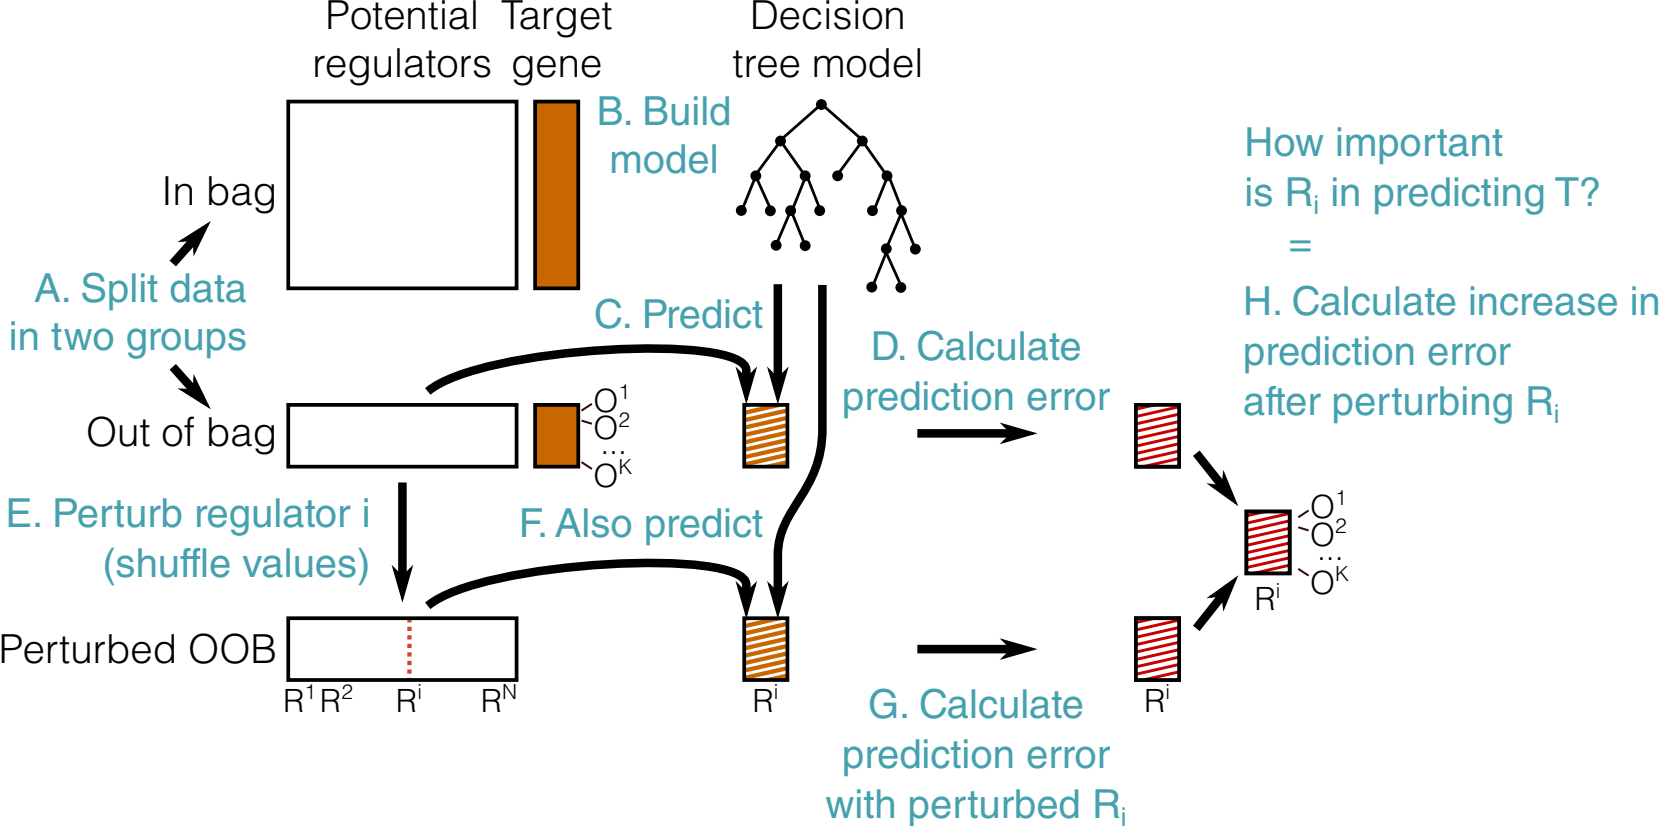 Potential
regulators
Target
gene
Decision
tree model
B. Build
model
In bag
A. Split data
in two groups
C. Predict
D. Calculate
prediction error
How important
is Rᵢ in predicting T?
=
H. Calculate increase in
prediction error
after perturbing Rᵢ
Out of bag
O¹
O²
...
Oᴷ
E. Perturb regulator i
(shuffle values)
F. Also predict
O¹
O²
...
Oᴷ
Rⁱ
Perturbed OOB
R¹ R² Rⁱ Rᴺ
Rⁱ
Rⁱ
G. Calculate
prediction error
with perturbed Rᵢ